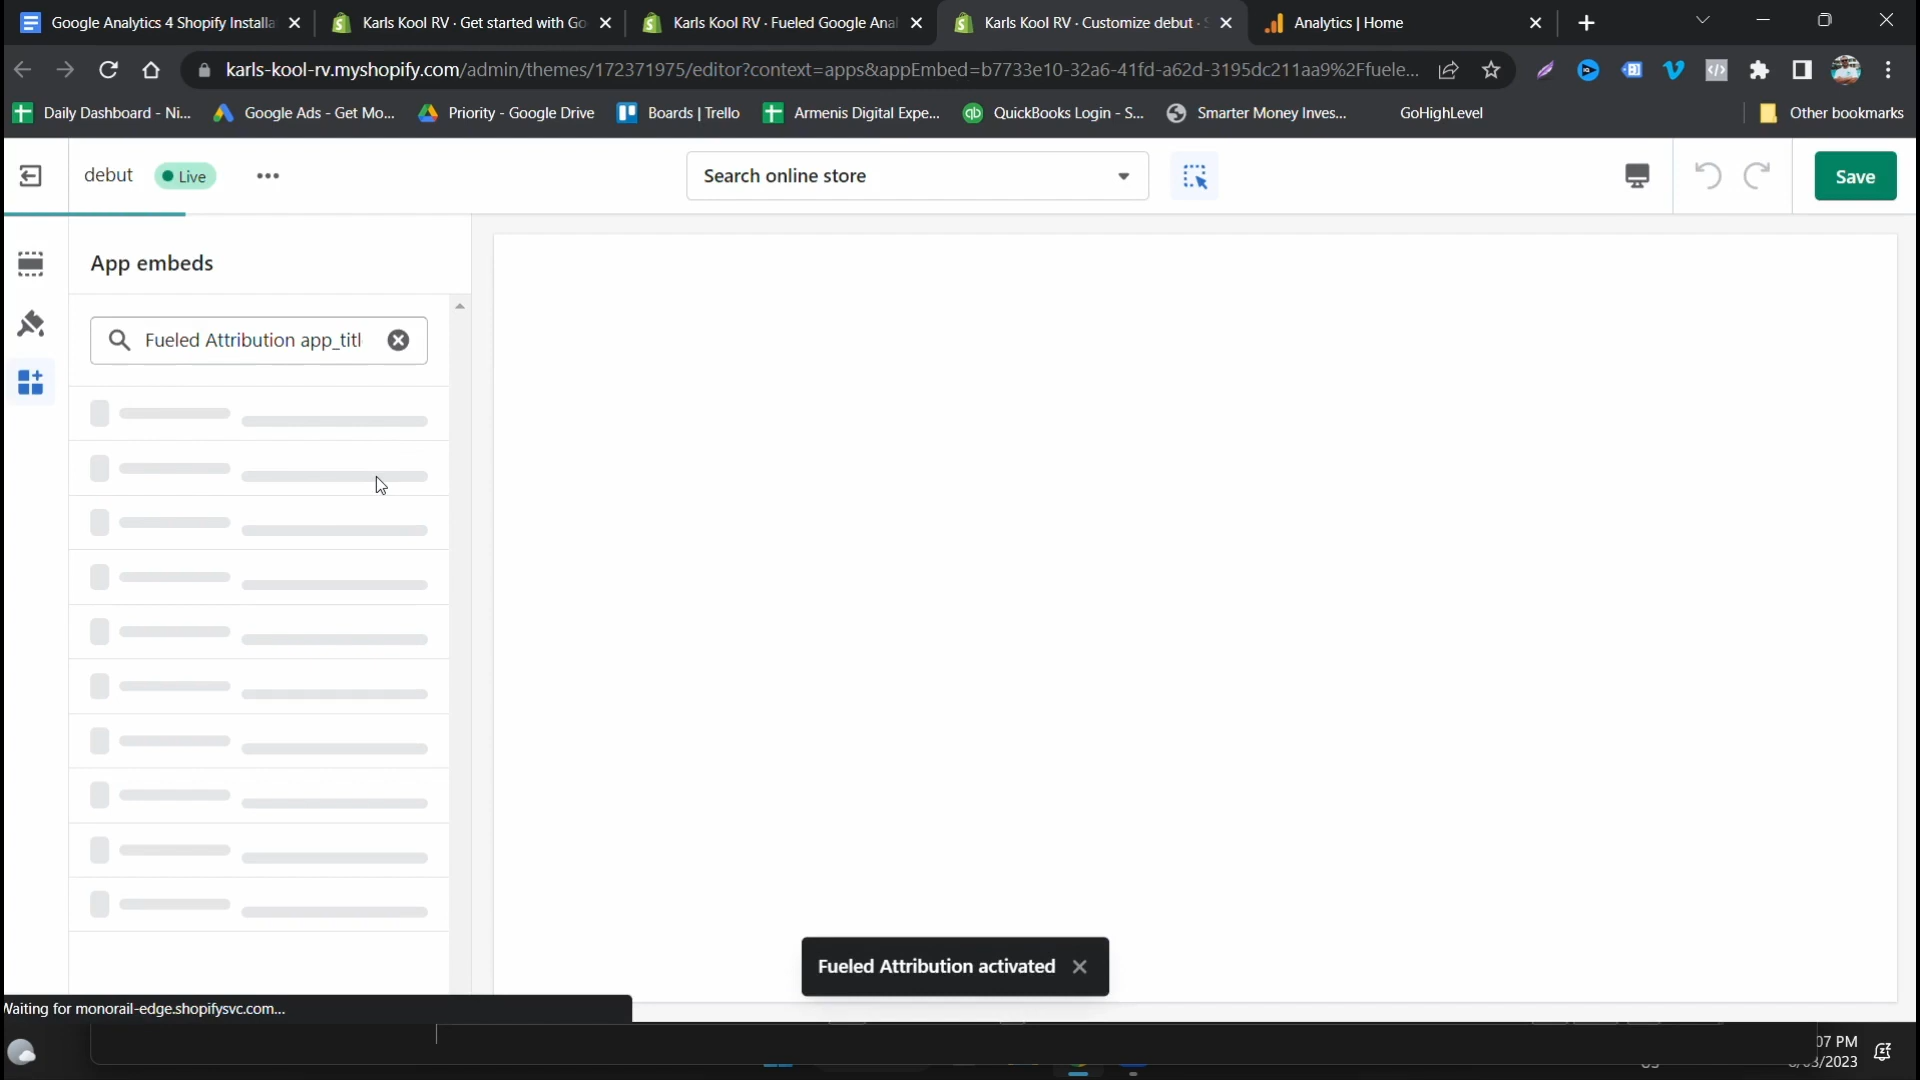 Google Analytics 4 Shopify Installa
Karls Kool RV · Get started with Go
Karls Kool RV · Fueled Google Anal
Karls Kool RV · Customize debut · S
Analytics | Home
karls-kool-rv.myshopify.com/admin/themes/172371975/editor?context=apps&appEmbed=b7733e10-32a6-41fd-a62d-3195dc211aa9%2Ffuele...
Daily Dashboard - Ni...
Google Ads - Get Mo...
Priority - Google Drive
Boards | Trello
Armenis Digital Expe...
QuickBooks Login - S...
Smarter Money Inves...
GoHighLevel
Other bookmarks
debut
Live
Search online store
Save
App embeds
Fueled Attribution app_titl
Fueled Attribution activated
Waiting for monorail-edge.shopifysvc.com...
07 PM
/2023